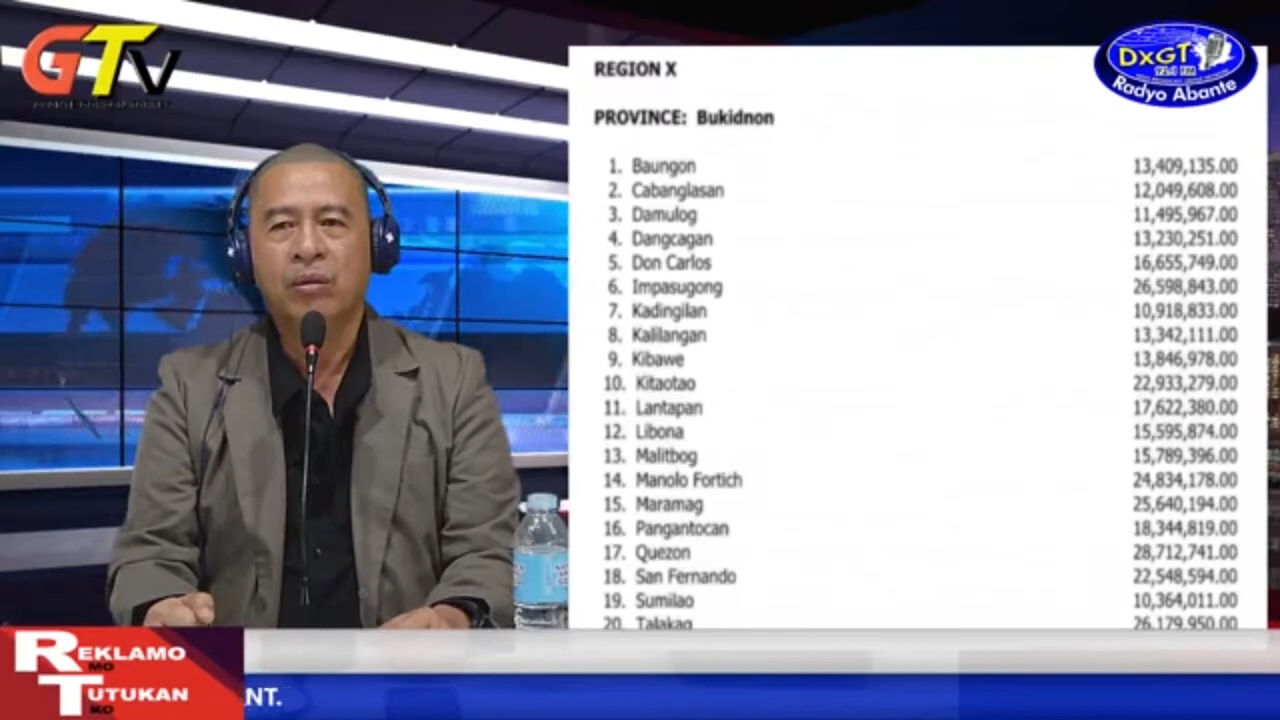 GTV
REGION X
PROVINCE: Bukidnon
1. Baungon 13,409,135.00
2. Cabanglasan 12,049,608.00
3. Damulog 11,495,967.00
4. Dangcagan 13,230,251.00
5. Don Carlos 16,655,749.00
6. Impasugong 26,598,843.00
7. Kadingilan 10,918,833.00
8. Kalilangan 13,342,111.00
9. Kibawe 13,846,978.00
10. Kitaotao 22,933,279.00
11. Lantapan 17,622,380.00
12. Libona 15,595,874.00
13. Malitbog 15,789,396.00
14. Manolo Fortich 24,834,178.00
15. Maramag 25,640,194.00
16. Pangantocan 18,344,819.00
17. Quezon 28,712,741.00
18. San Fernando 22,548,594.00
19. Sumilao 10,364,011.00
20. Talakag 26,179,950.00
DxGT
92.9 FM
Radyo Abante
REKLAMO
MO
TUTUKAN
KO
NT.